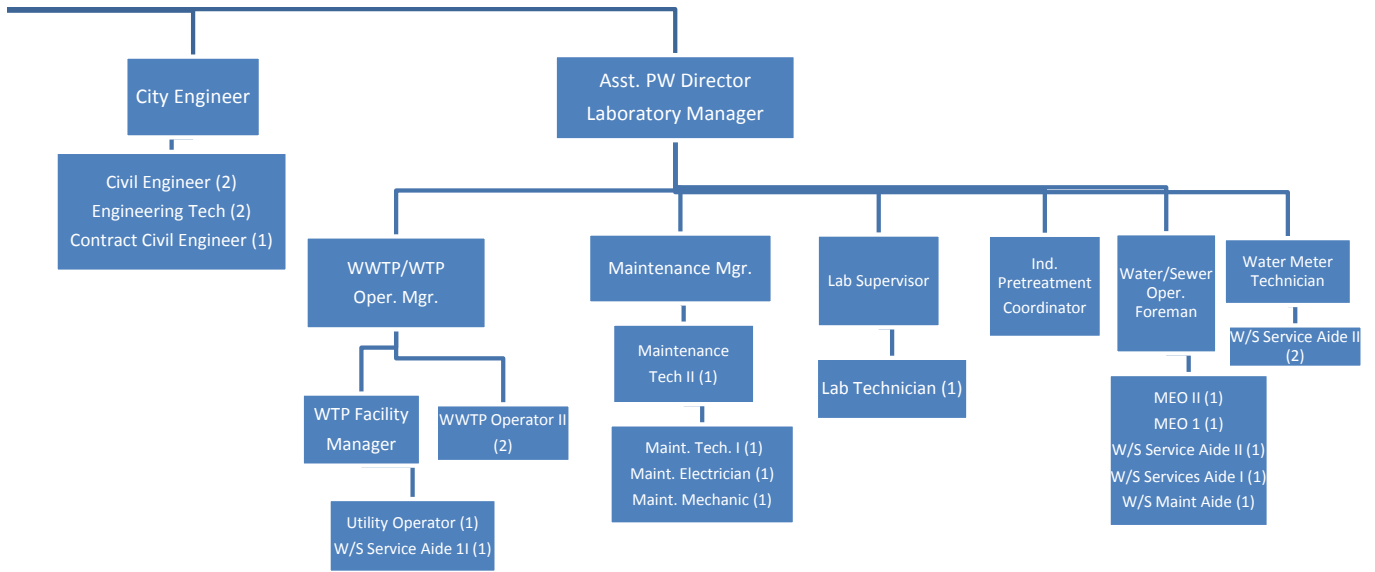 City Engineer
Asst. PW Director
Laboratory Manager
Civil Engineer (2)
Engineering Tech (2)
Contract Civil Engineer (1)
WWTP/WTP
Oper. Mgr.
Maintenance Mgr.
Lab Supervisor
Ind.
Pretreatment
Coordinator
Water/Sewer
Oper.
Foreman
Water Meter
Technician
WTP Facility
Manager
WWTP Operator II
(2)
Maintenance
Tech II (1)
Lab Technician (1)
W/S Service Aide II
(2)
Utility Operator (1)
W/S Service Aide 1I (1)
Maint. Tech. I (1)
Maint. Electrician (1)
Maint. Mechanic (1)
MEO II (1)
MEO 1 (1)
W/S Service Aide II (1)
W/S Services Aide I (1)
W/S Maint Aide (1)